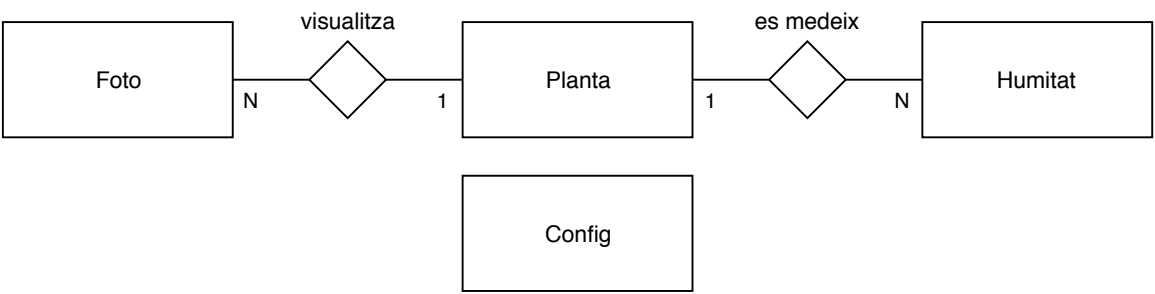 visualitza
es medeix
Foto
Planta
Humitat
N
1
1
N
Config